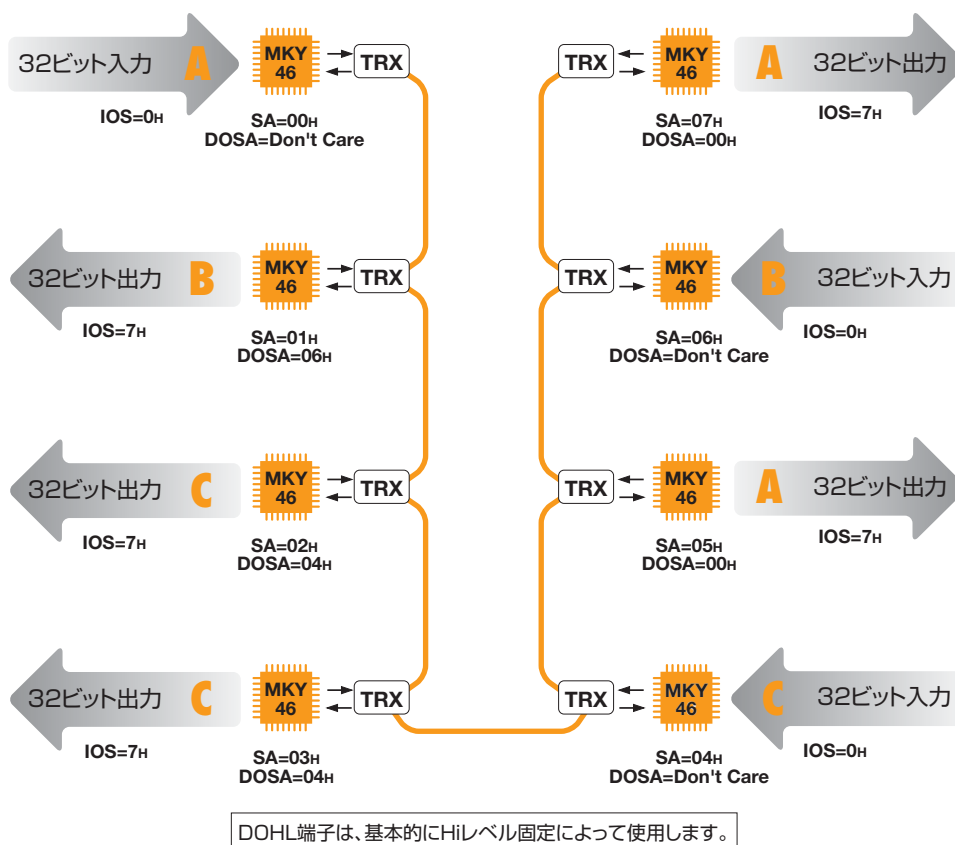 32ビット入力 A
MKY
46
TRX
IOS=0H
SA=00H
DOSA=Don't Care
TRX
MKY
46
A 32ビット出力
IOS=7H
SA=07H
DOSA=00H
32ビット出力 B
MKY
46
TRX
IOS=7H
SA=01H
DOSA=06H
TRX
MKY
46
B 32ビット入力
IOS=0H
SA=06H
DOSA=Don't Care
32ビット出力 C
MKY
46
TRX
IOS=7H
SA=02H
DOSA=04H
TRX
MKY
46
A 32ビット出力
IOS=7H
SA=05H
DOSA=00H
32ビット出力 C
MKY
46
TRX
IOS=7H
SA=03H
DOSA=04H
TRX
MKY
46
C 32ビット入力
IOS=0H
SA=04H
DOSA=Don't Care
DOHL端子は、基本的にHiレベル固定によって使用します。